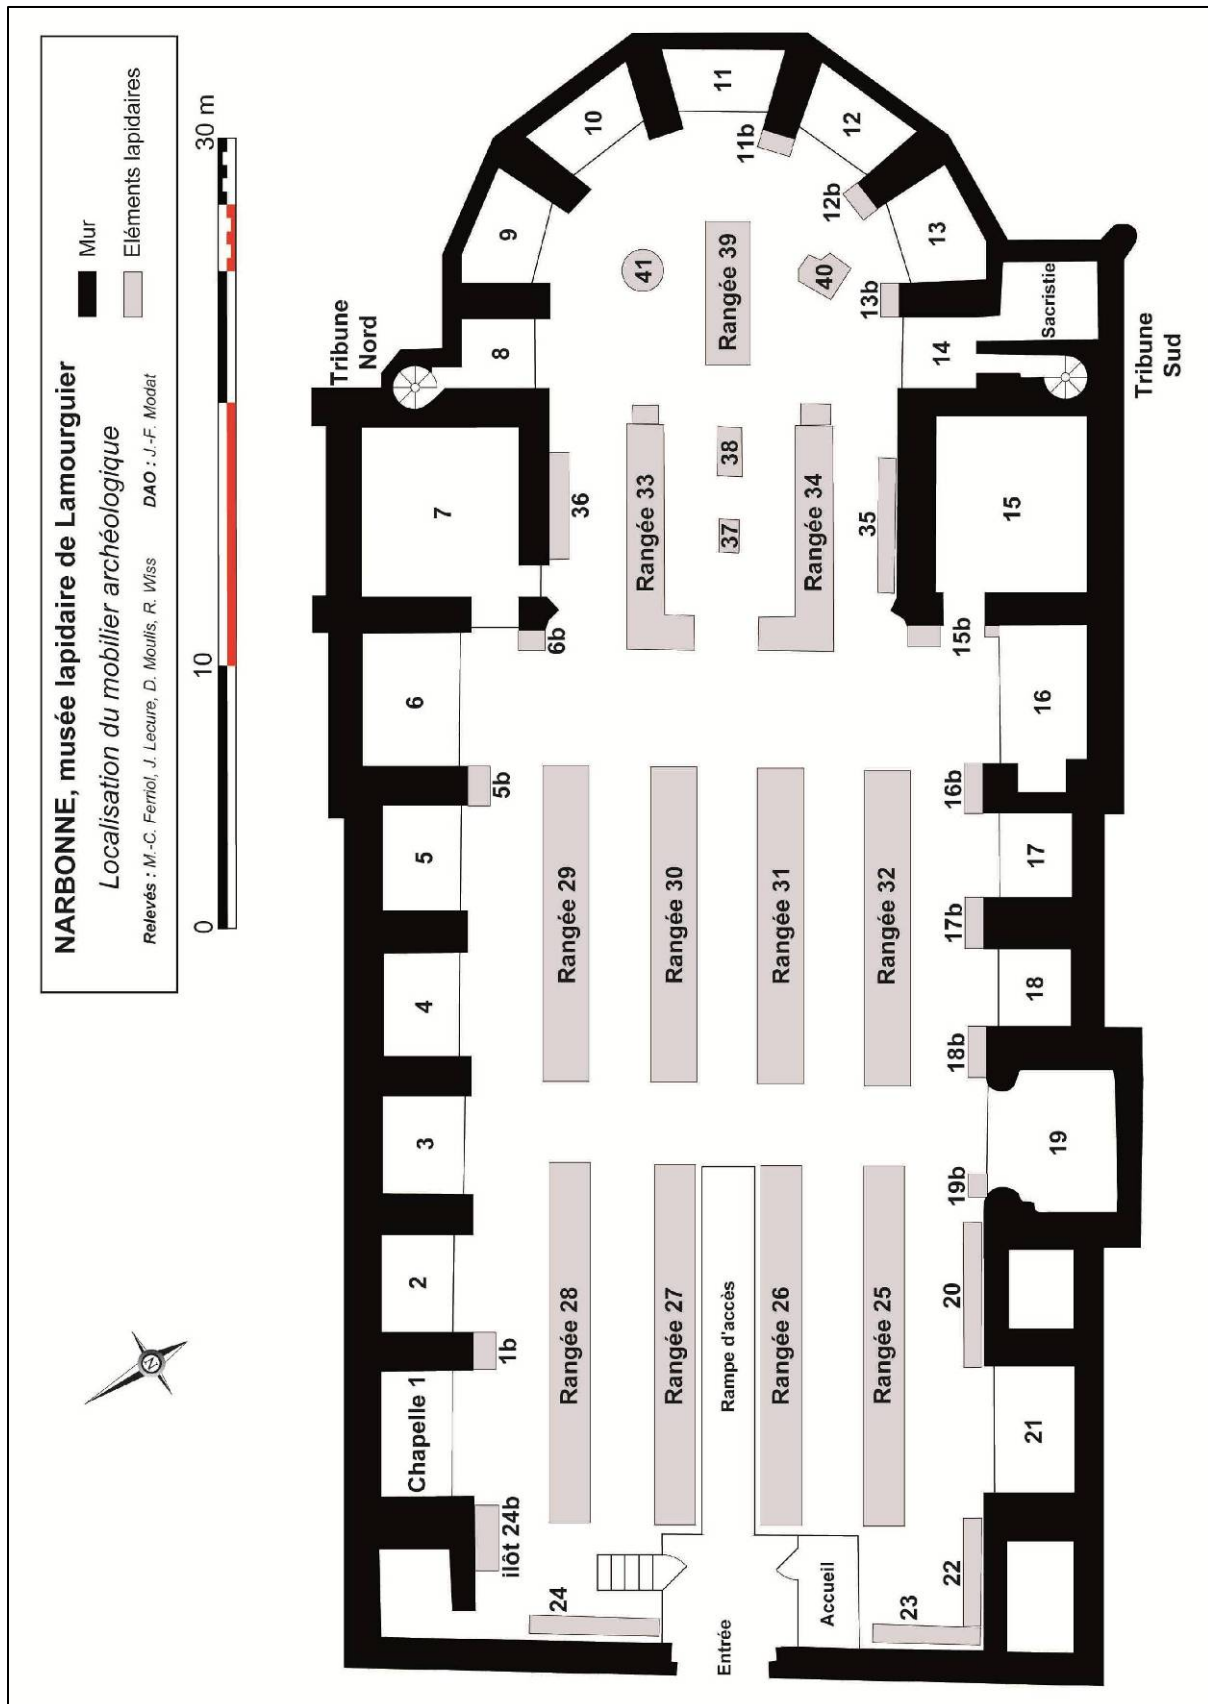 NARBONNE, musée lapidaire de Lamourguier
Localisation du mobilier archéologique
Relevés : M.-C. Ferriol, J. Lecure, D. Moulis, R. Wiss DAO : J.-F. Modat
Mur
Eléments lapidaires
0
10
30 m
N
Tribune
Nord
Chapelle 1
2
3
4
5
6
7
8
9
10
11
12
13
14
15
16
17
18
19
20
21
22
23
24
îlôt 24b
1b
5b
6b
36
11b
12b
13b
35
15b
16b
17b
18b
19b
41
Rangée 39
40
Rangée 33
38
37
Rangée 34
Rangée 29
Rangée 30
Rangée 31
Rangée 32
Rangée 28
Rangée 27
Rampe d'accès
Rangée 26
Rangée 25
Entrée
Accueil
Sacristie
Tribune
Sud